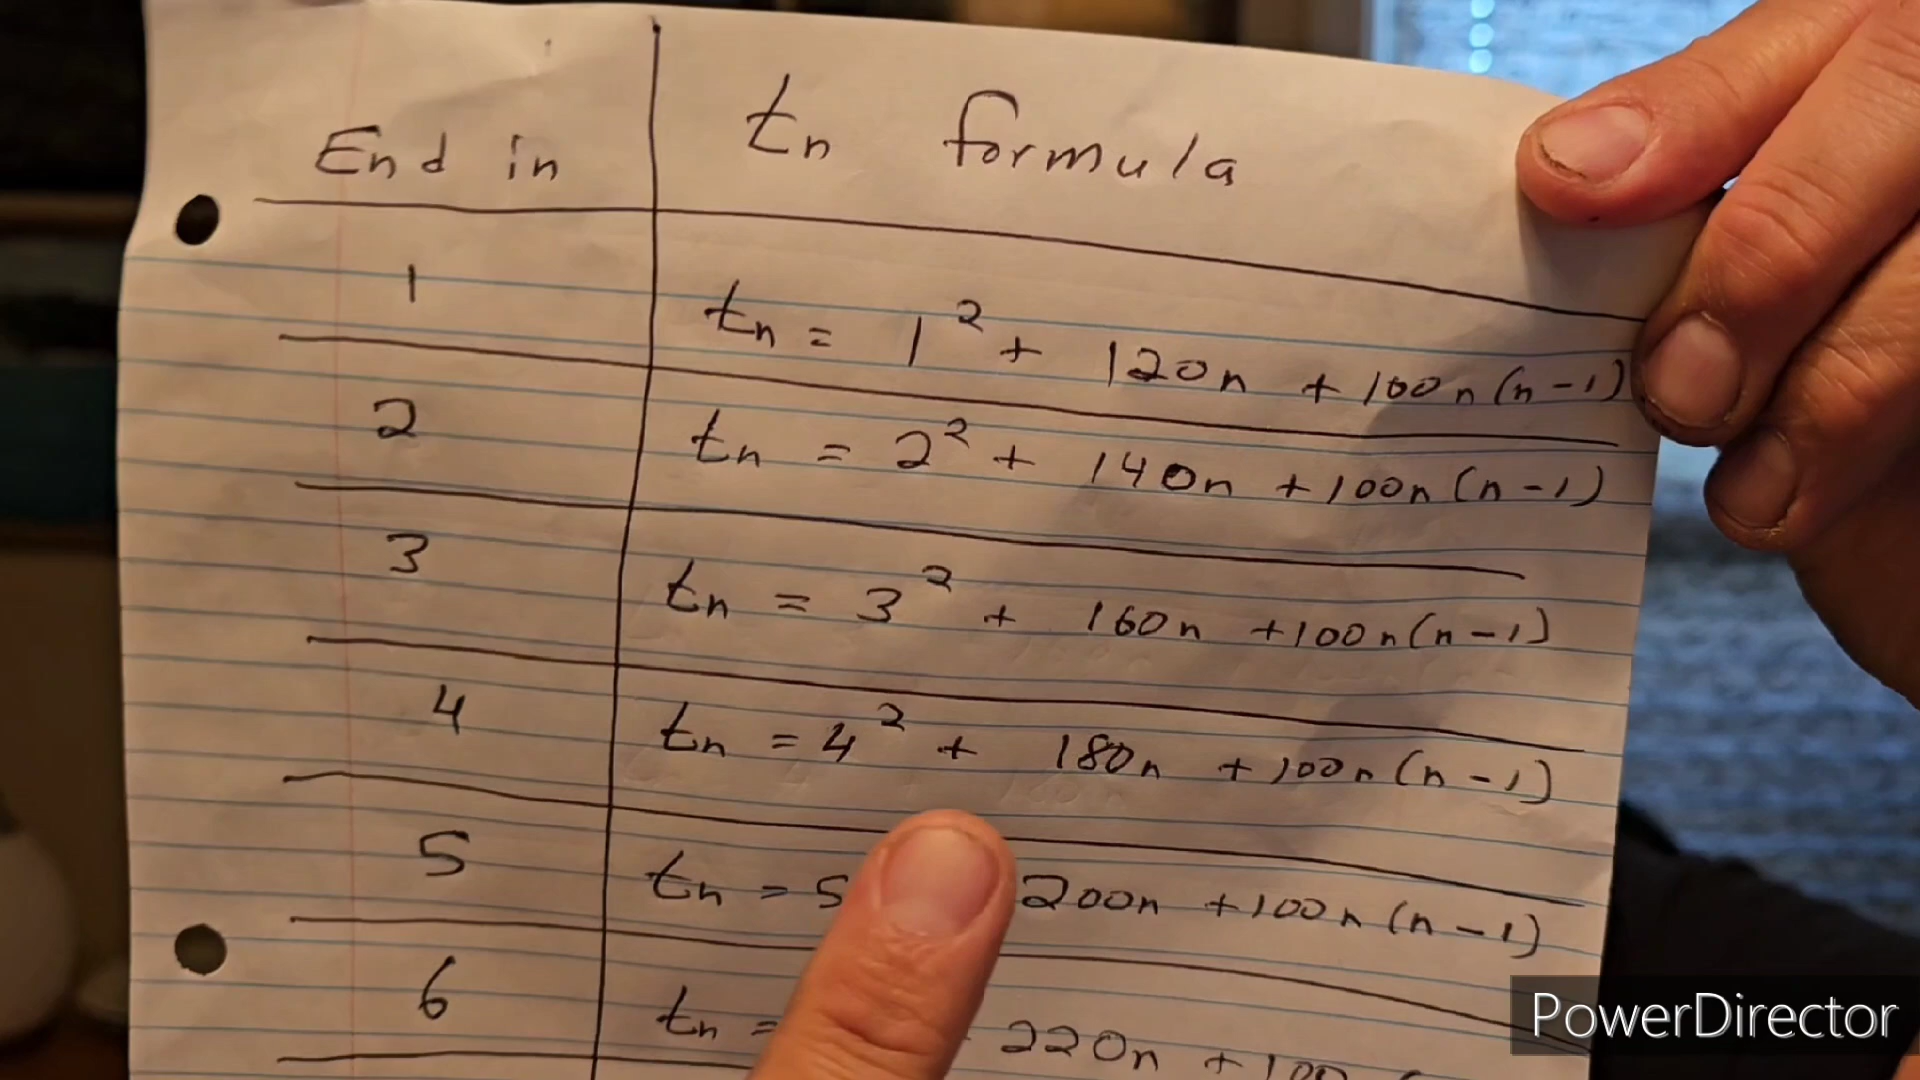 End in tn formula
1 tn = 1² + 120n + 100n(n-1)
2 tn = 2² + 140n + 100n(n-1)
3 tn = 3² + 160n + 100n(n-1)
4 tn = 4² + 180n + 100n(n-1)
5 tn = 5 200n + 100n(n-1)
6 tn = 220n + 100
PowerDirector